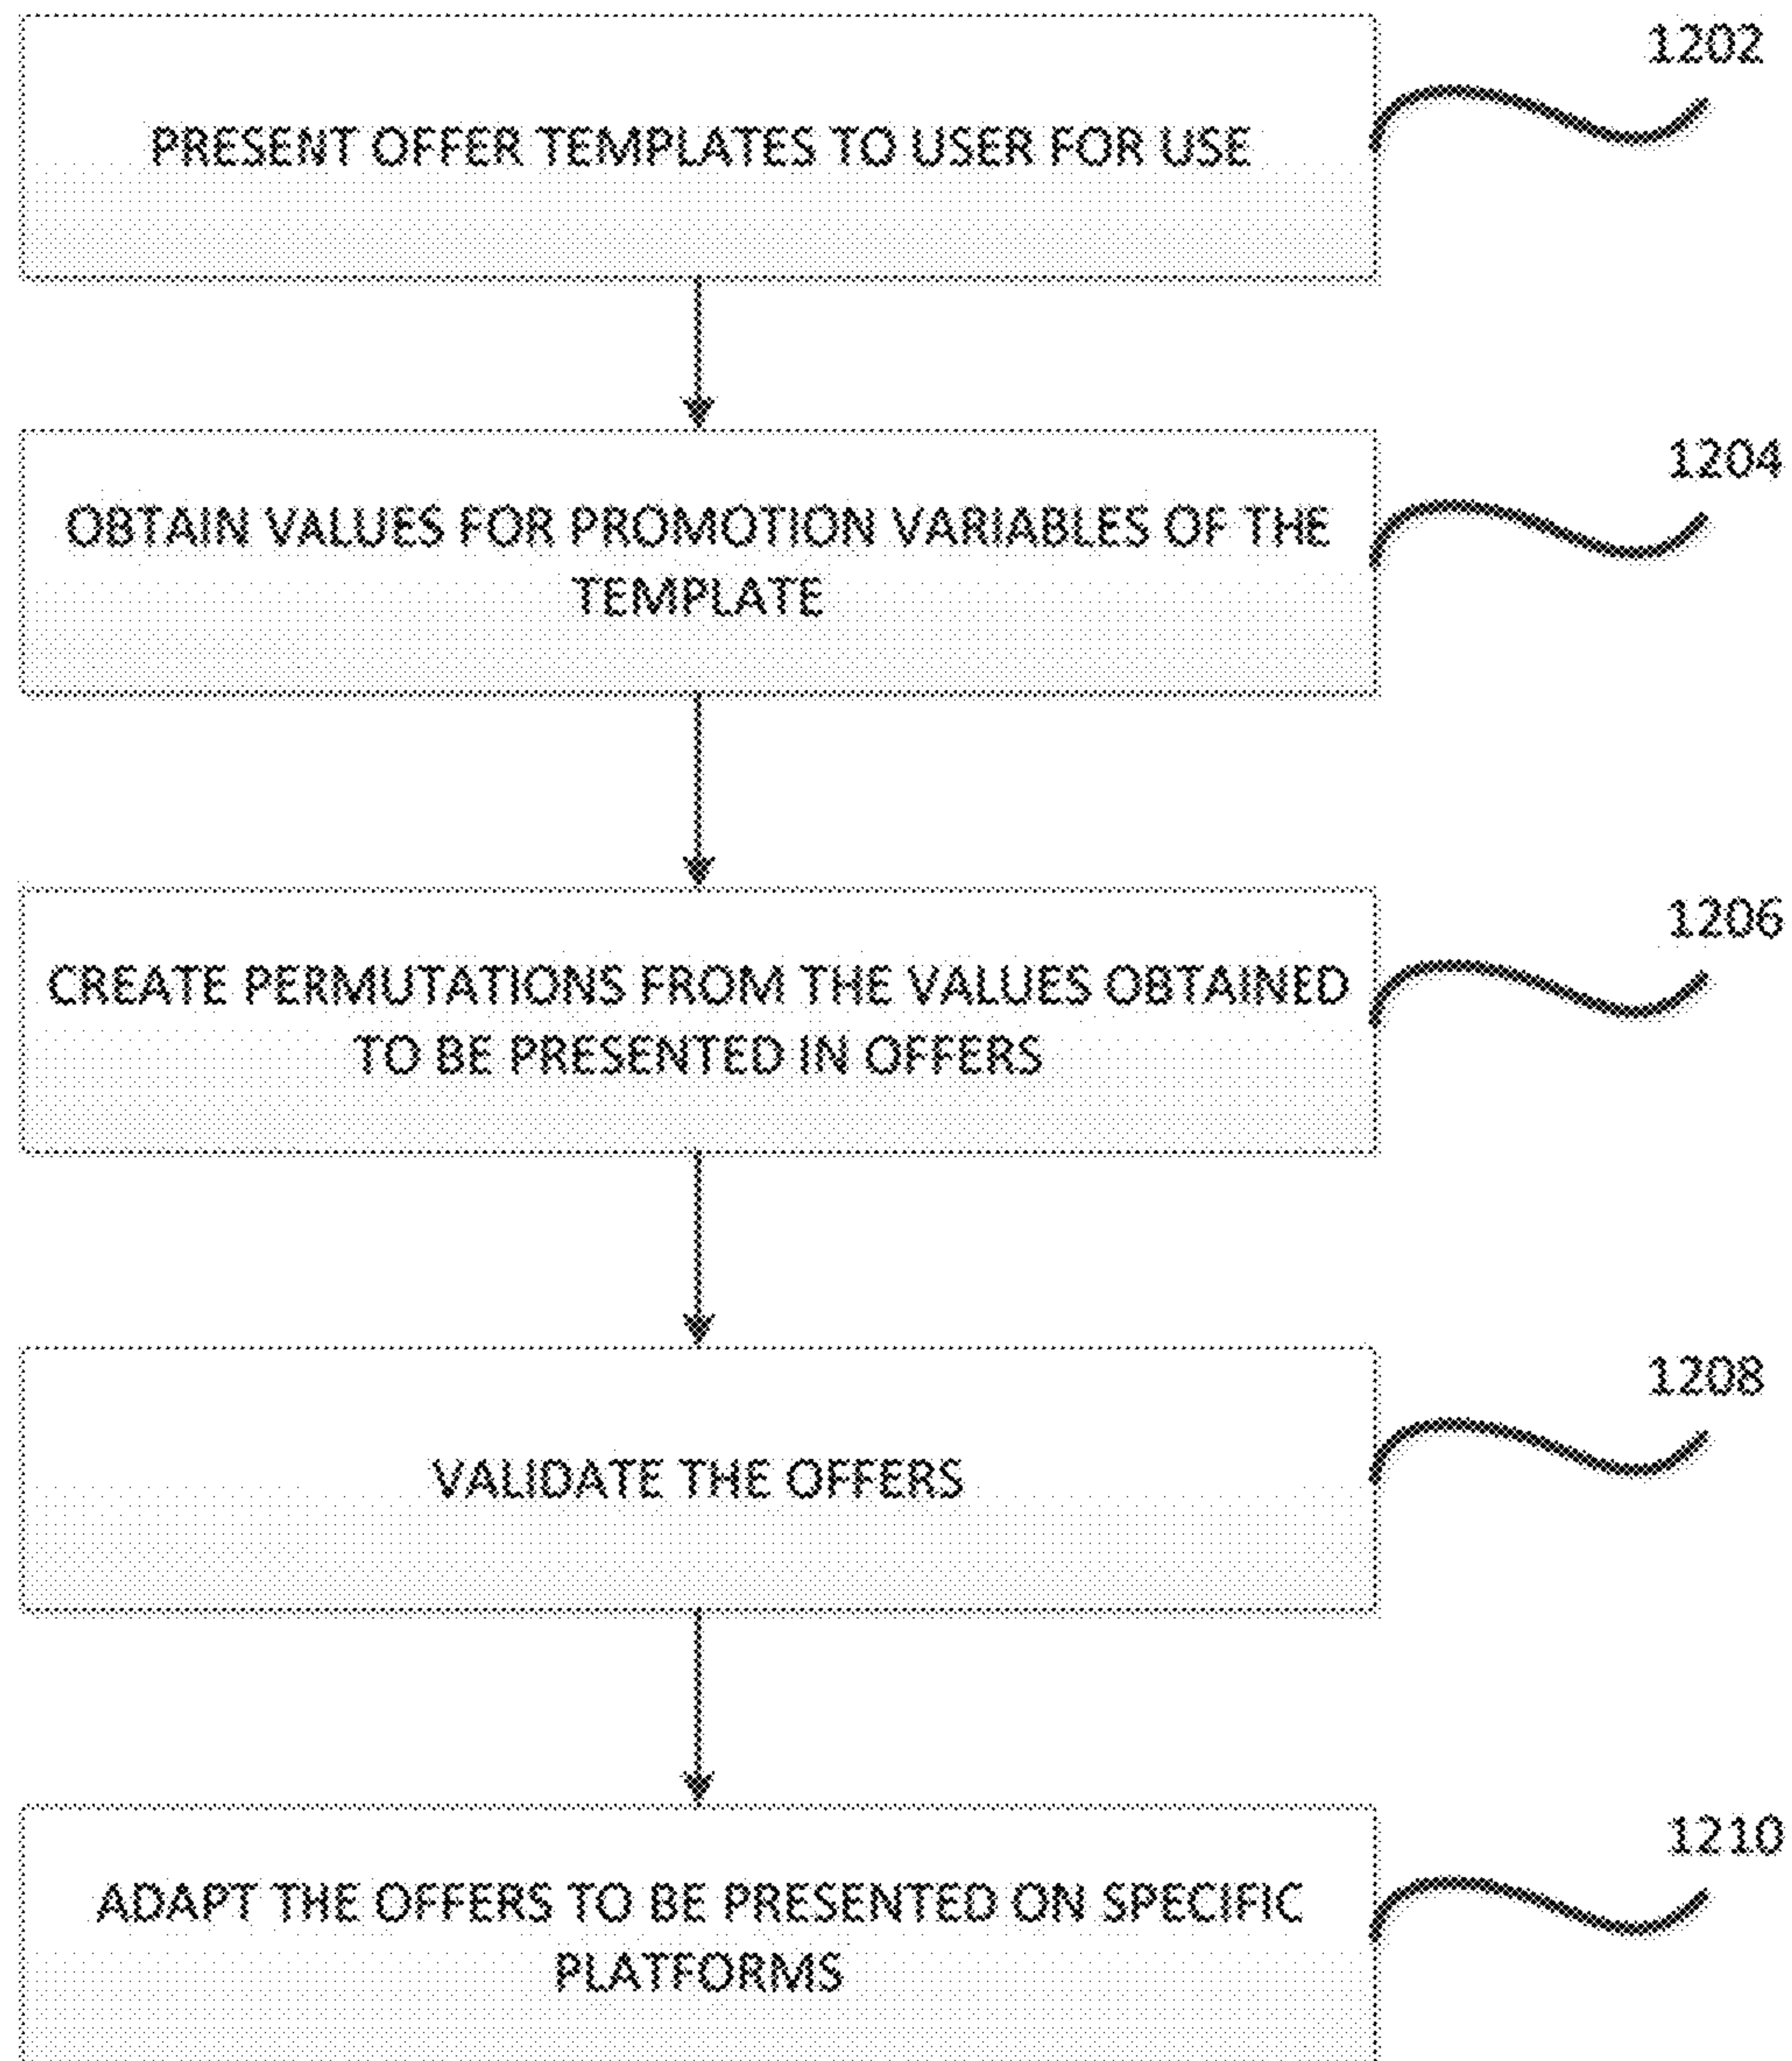 1202
PRESENT OFFER TEMPLATES TO USER FOR USE
1204
OBTAIN VALUES FOR PROMOTION VARIABLES OF THE
TEMPLATE
1206
CREATE PERMUTATIONS FROM THE VALUES OBTAINED
TO BE PRESENTED IN OFFERS
1208
VALIDATE THE OFFERS
1210
ADAPT THE OFFERS TO BE PRESENTED ON SPECIFIC
PLATFORMS